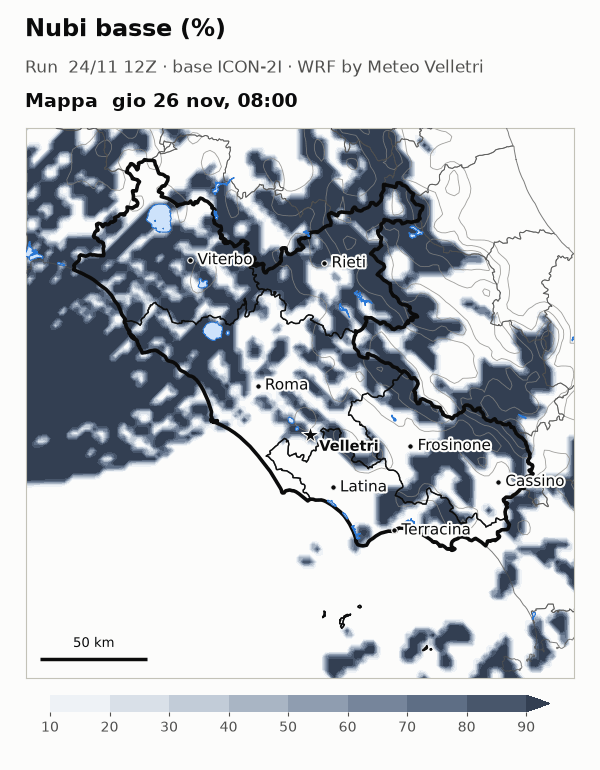 Nubi basse (%)
Run  24/11 12Z · base ICON-2I · WRF by Meteo Velletri
Mappa  gio 26 nov, 08:00
Viterbo
Rieti
Roma
Velletri
Frosinone
Cassino
Latina
Terracina
50 km
10 20 30 40 50 60 70 80 90